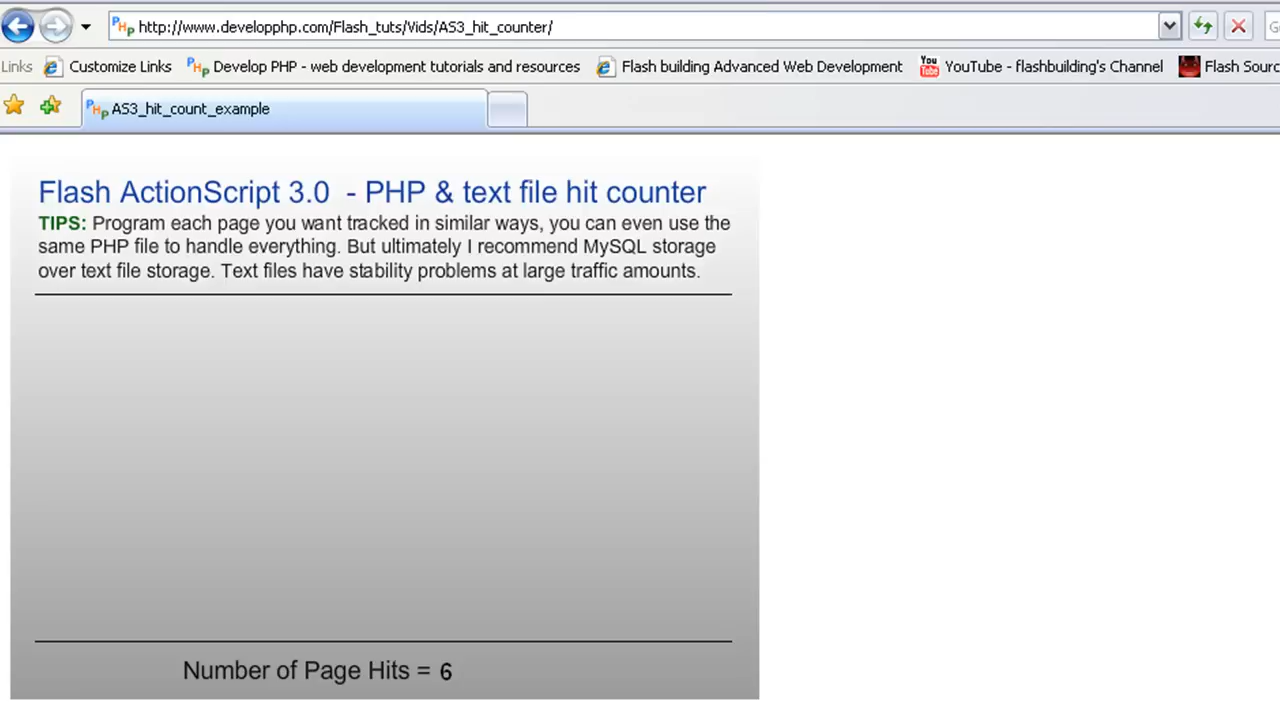 http://www.developphp.com/Flash_tuts/Vids/AS3_hit_counter/
Links Customize Links PHP Develop PHP - web development tutorials and resources Flash building Advanced Web Development You Tube YouTube - flashbuilding's Channel Flash Sourc
PHP AS3_hit_count_example
Flash ActionScript 3.0 - PHP & text file hit counter
TIPS: Program each page you want tracked in similar ways, you can even use the
same PHP file to handle everything. But ultimately I recommend MySQL storage
over text file storage. Text files have stability problems at large traffic amounts.
Number of Page Hits = 6